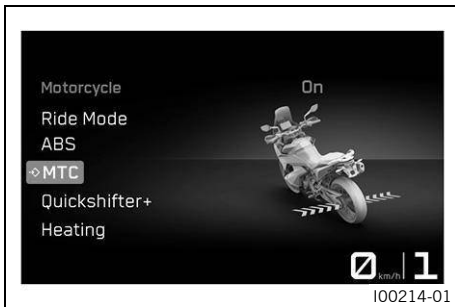 Motorcycle
On
Ride Mode
ABS
MTC
Quickshifter+
Heating
0 km/h 1
I00214-01